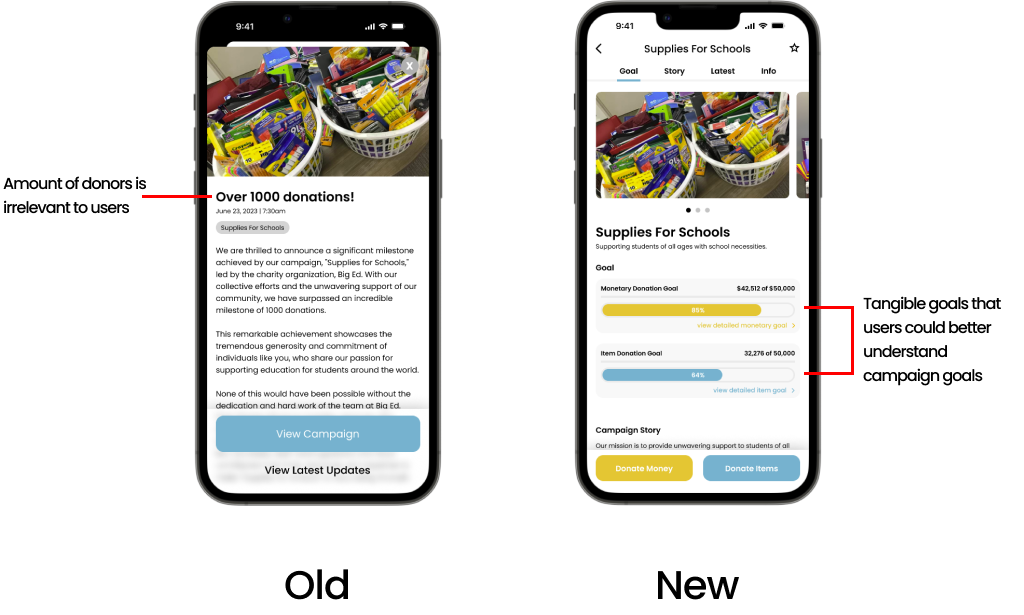 Amount of donors is
irrelevant to users
9:41
X
Over 1000 donations!
June 23, 2023 | 7:30am
Supplies For Schools
We are thrilled to announce a significant milestone
achieved by our campaign, "Supplies for Schools,"
led by the charity organization, Big Ed. With our
collective efforts and the unwavering support of our
community, we have surpassed an incredible
milestone of 1000 donations.
This remarkable achievement showcases the
tremendous generosity and commitment of
individuals like you, who share our passion for
supporting education for students around the world.
None of this would have been possible without the
dedication and hard work of the team at Big Ed.
View Campaign
View Latest Updates
Old
9:41
Supplies For Schools
Goal Story Latest Info
Supplies For Schools
Supporting students of all ages with school necessities.
Goal
Monetary Donation Goal $42,512 of $50,000
85%
view detailed monetary goal >
Item Donation Goal 32,276 of 50,000
64%
view detailed item goal >
Campaign Story
Our mission is to provide unwavering support to students of all
Donate Money Donate Items
New
Tangible goals that
users could better
understand
campaign goals